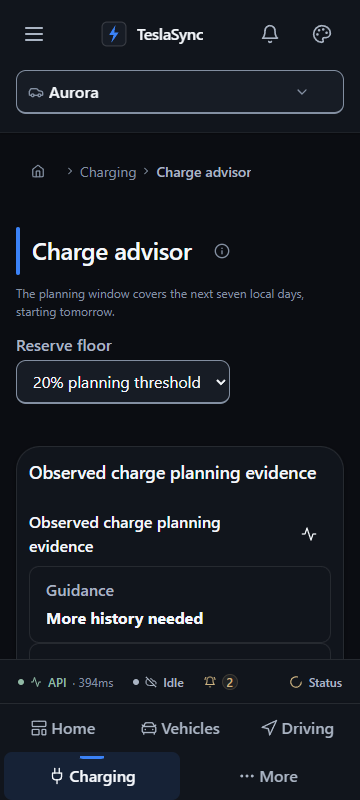 TeslaSync
Aurora
Charging
Charge advisor
Charge advisor
The planning window covers the next seven local days,
starting tomorrow.
Reserve floor
20% planning threshold
Observed charge planning evidence
Observed charge planning
evidence
Guidance
More history needed
API · 394ms
Idle
2
Status
Home
Vehicles
Driving
Charging
More